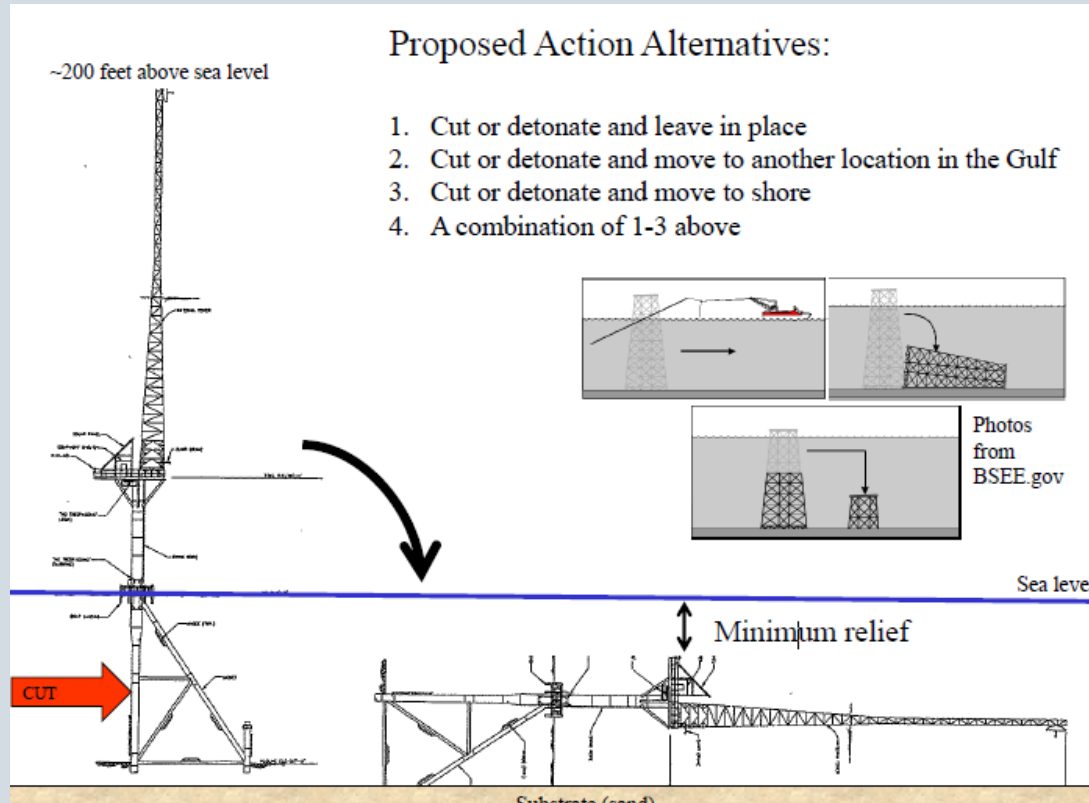 Proposed Action Alternatives:
~200 feet above sea level
1. Cut or detonate and leave in place
2. Cut or detonate and move to another location in the Gulf
3. Cut or detonate and move to shore
4. A combination of 1-3 above
Photos
from
BSEE.gov
Sea leve
Minimum relief
CUT
Substrate (sand)